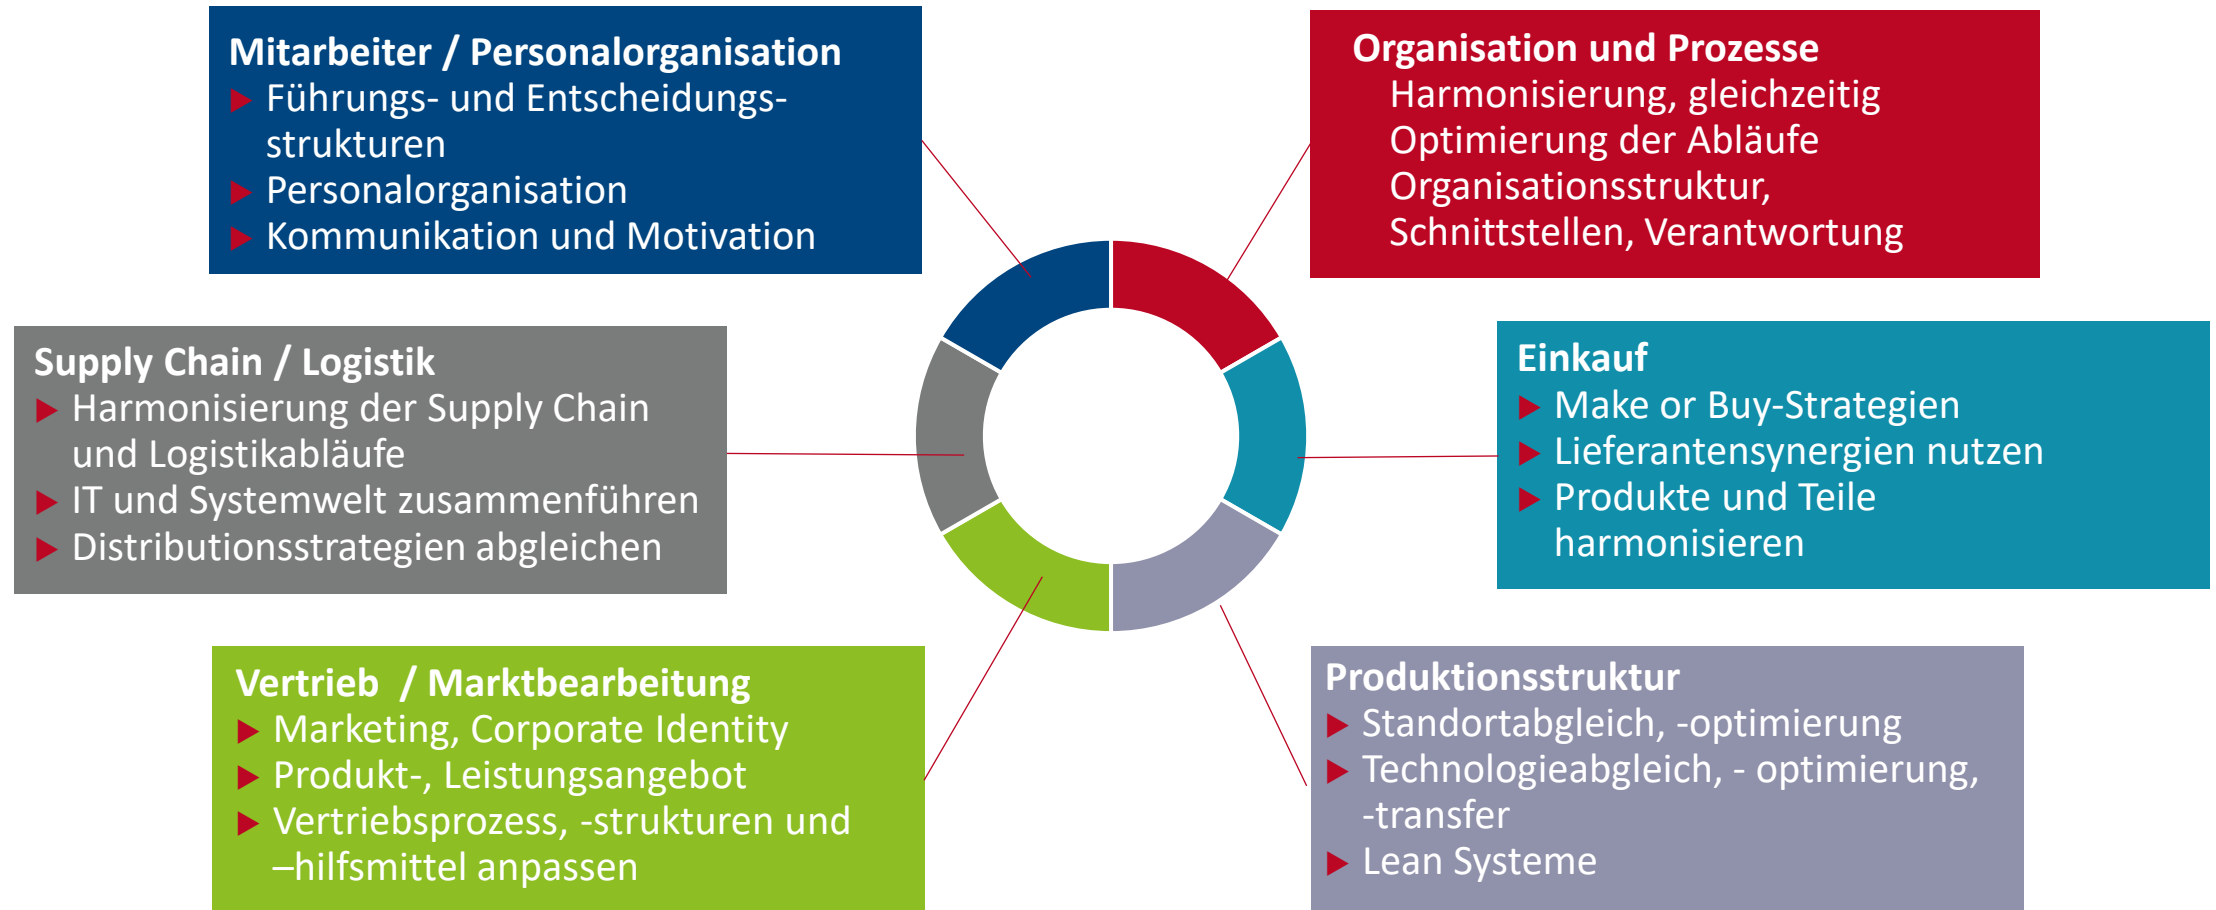 Mitarbeiter / Personalorganisation
▶ Führungs- und Entscheidungs-
strukturen
▶ Personalorganisation
▶ Kommunikation und Motivation
Organisation und Prozesse
Harmonisierung, gleichzeitig
Optimierung der Abläufe
Organisationsstruktur,
Schnittstellen, Verantwortung
Supply Chain / Logistik
▶ Harmonisierung der Supply Chain
und Logistikabläufe
▶ IT und Systemwelt zusammenführen
▶ Distributionsstrategien abgleichen
Einkauf
▶ Make or Buy-Strategien
▶ Lieferantensynergien nutzen
▶ Produkte und Teile
harmonisieren
Vertrieb  / Marktbearbeitung
▶ Marketing, Corporate Identity
▶ Produkt-, Leistungsangebot
▶ Vertriebsprozess, -strukturen und
–hilfsmittel anpassen
Produktionsstruktur
▶ Standortabgleich, -optimierung
▶ Technologieabgleich, - optimierung,
-transfer
▶ Lean Systeme